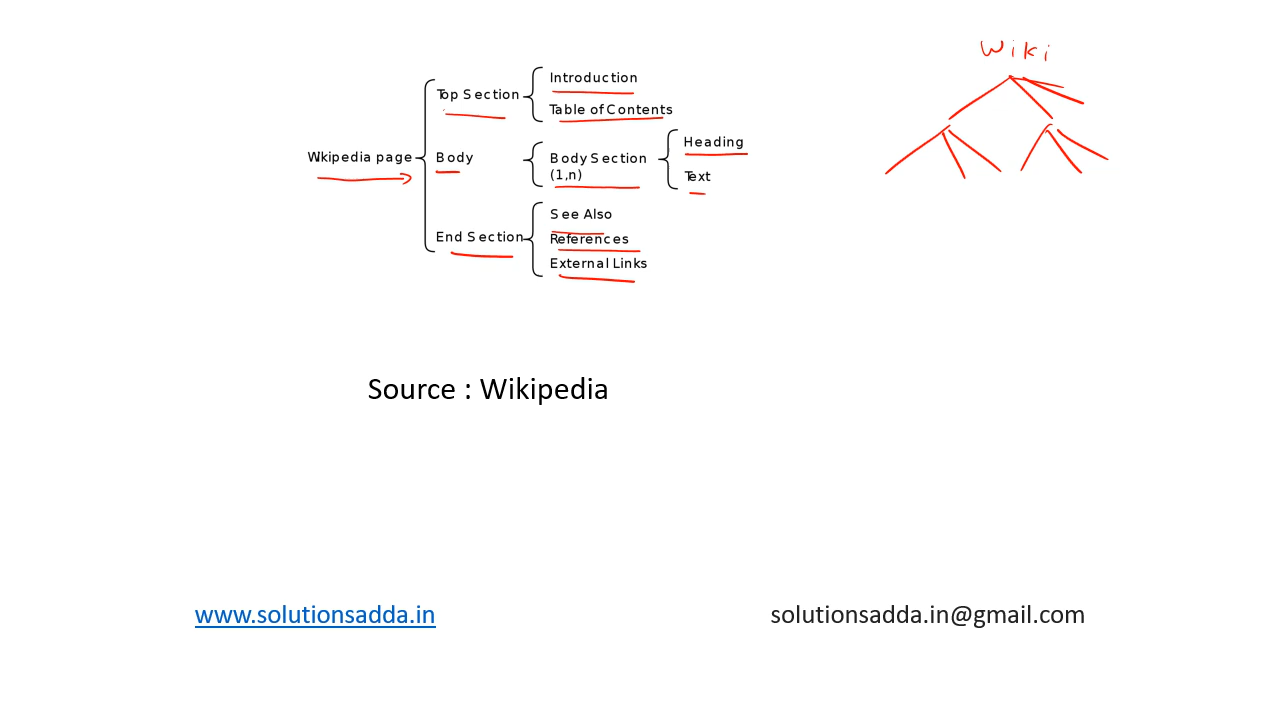 Wiki
Introduction
Top Section
Table of Contents
Heading
Wikipedia page
Body
Body Section
(1,n)
Text
See Also
End Section
References
External Links
Source : Wikipedia
www.solutionsadda.in
solutionsadda.in@gmail.com